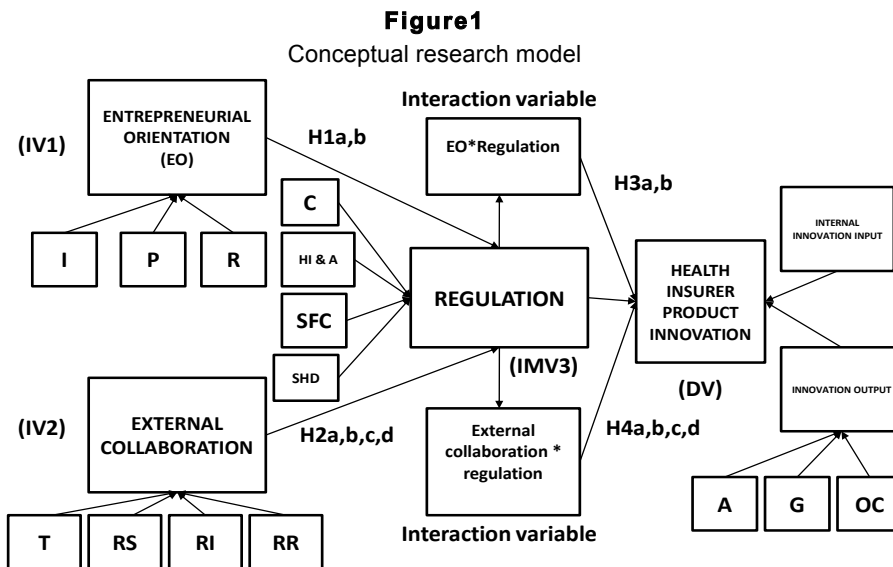 Figure1
Conceptual research model
Interaction variable
ENTREPRENEURIAL
ORIENTATION
(EO)
(IV1)
H1a,b
EO*Regulation
H3a,b
I
P
R
C
HI & A
SFC
SHD
REGULATION
(IMV3)
INTERNAL
INNOVATION INPUT
HEALTH
INSURER
PRODUCT
INNOVATION
(DV)
INNOVATION OUTPUT
(IV2)
EXTERNAL
COLLABORATION
H2a,b,c,d
External
collaboration *
regulation
H4a,b,c,d
Interaction variable
T
RS
RI
RR
A
G
OC